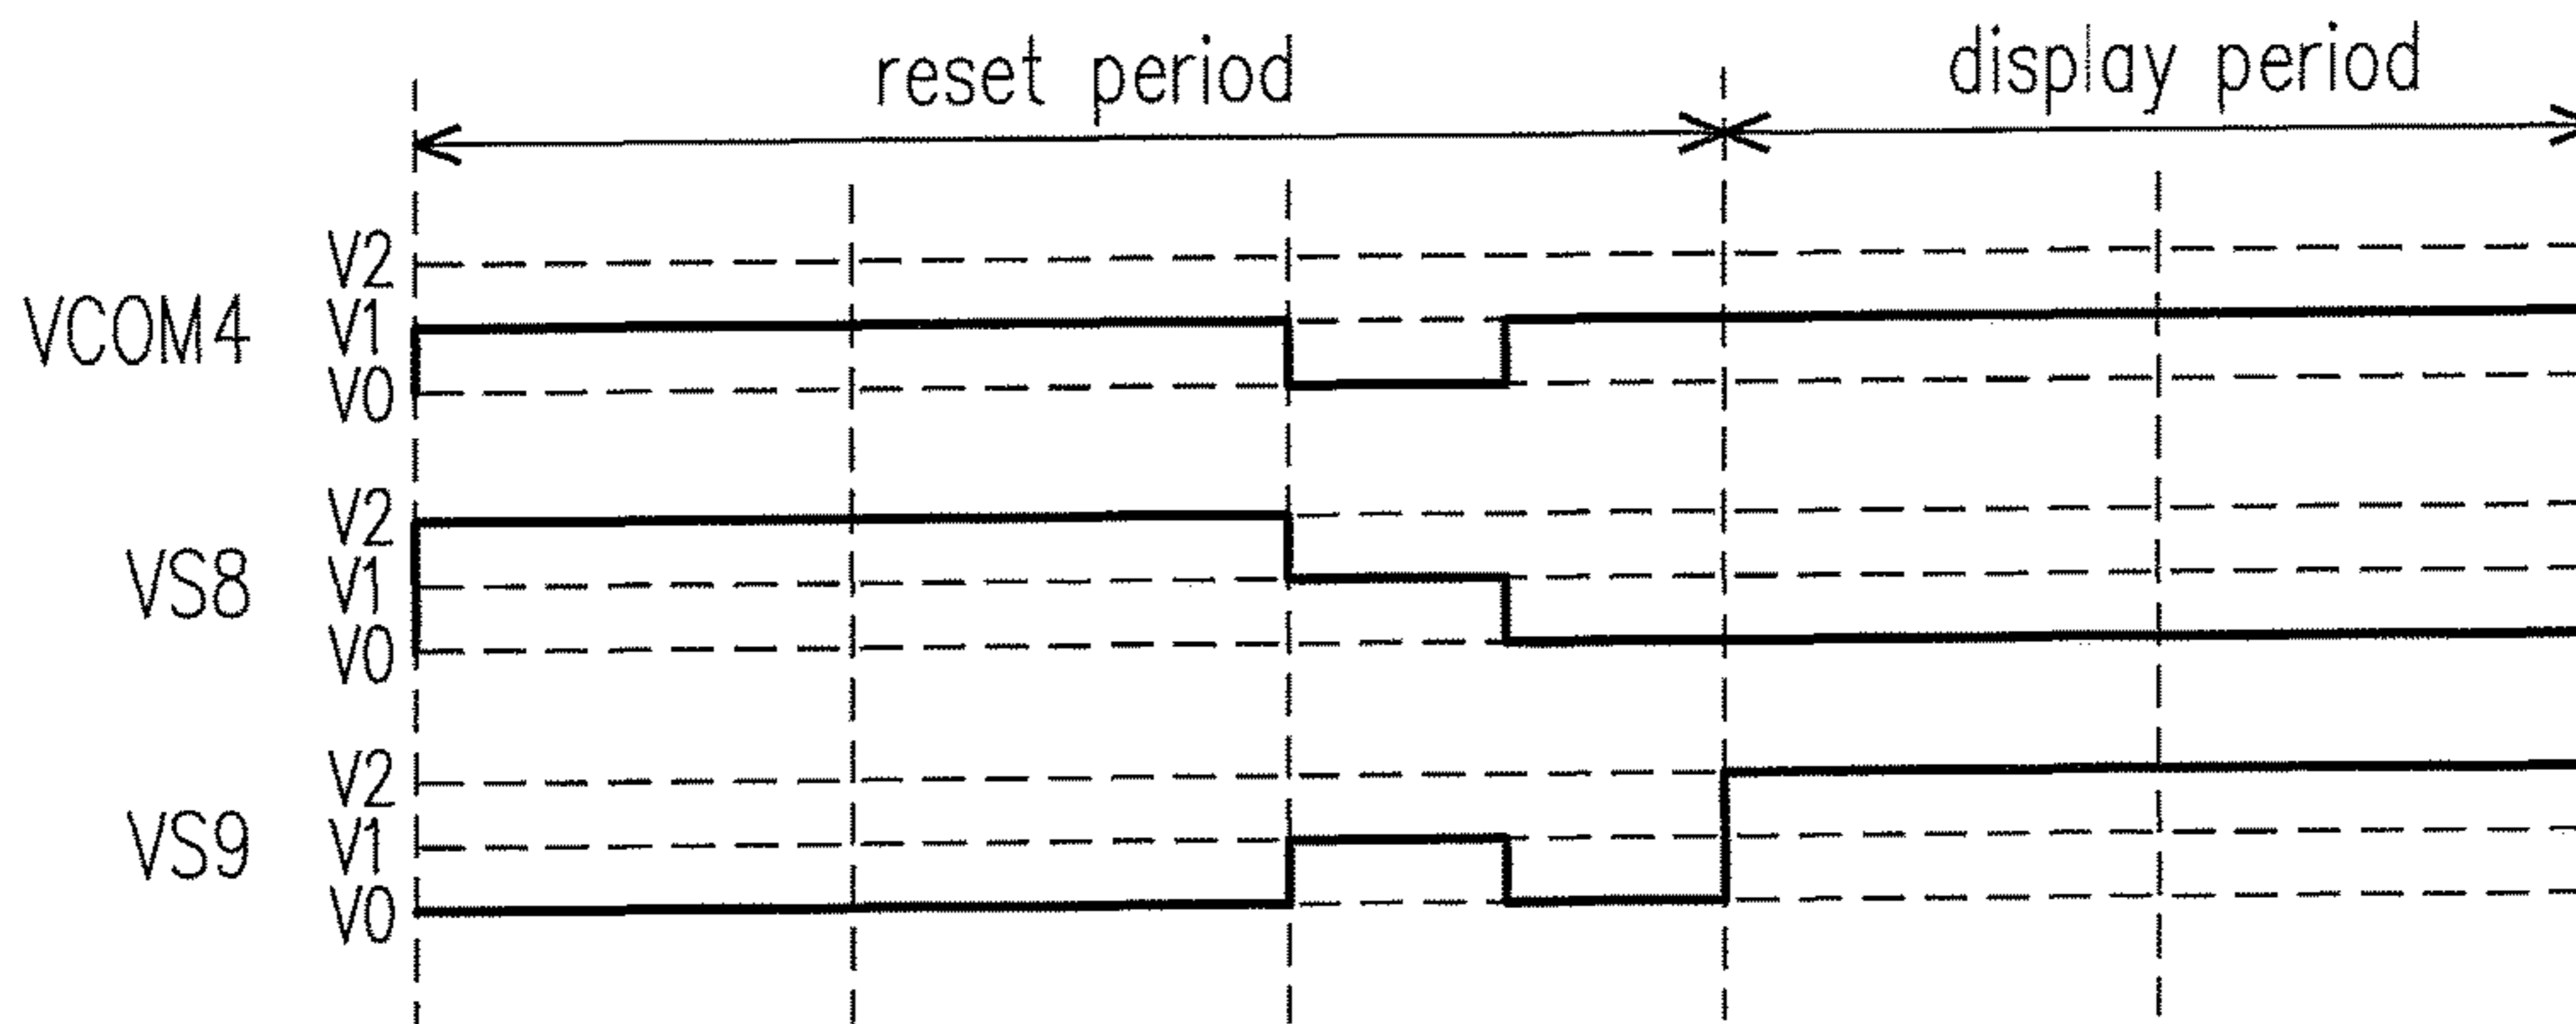 reset period
display period
V2
VCOM4 V1
V0
V2
VS8 V1
V0
V2
VS9 V1
V0